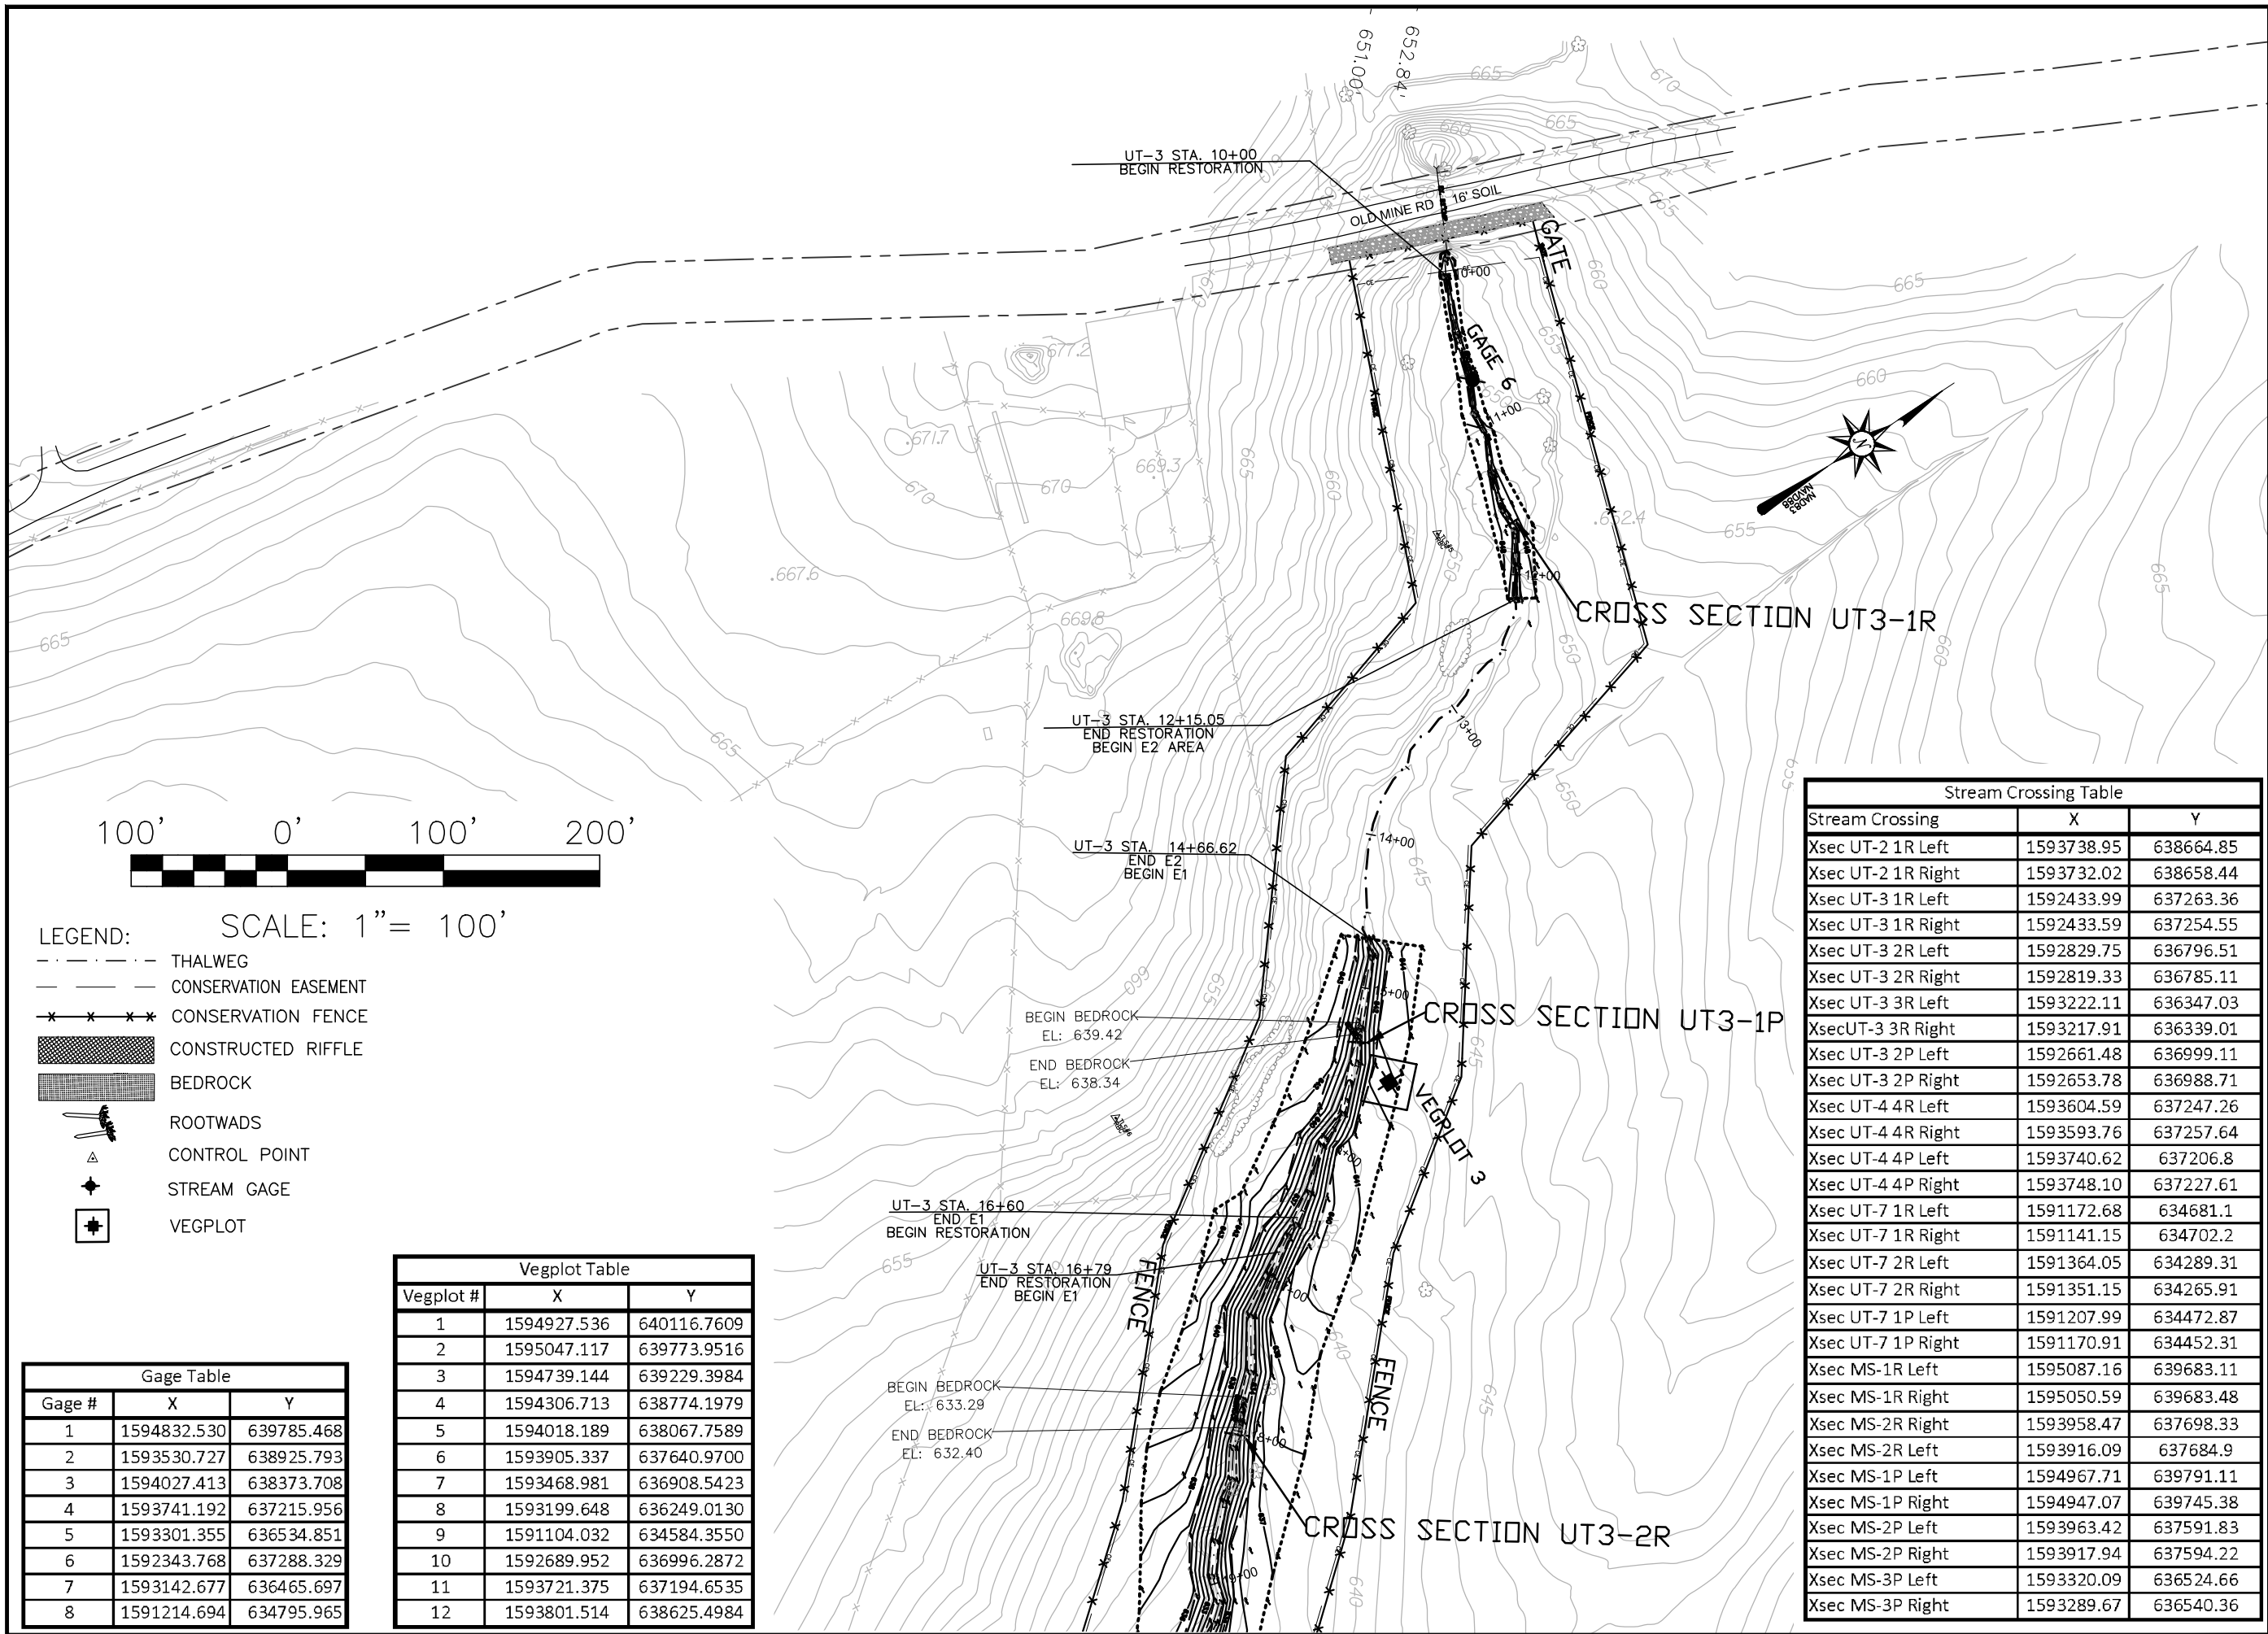 651.00'
652.84'
665
670
665
660
UT-3 STA. 10+00
BEGIN RESTORATION
OLD MINE RD 16' SOIL
665
GATE
10+00
660
665
677.2
GAGE 6
655
660
11+00
671.7
669.3
665
660
670
670
652.4
655
NAD83
NAVD88
650
667.6
12+00
665
669.8
CROSS SECTION UT3-1R
665
650
660
UT-3 STA. 12+15.05
END RESTORATION
BEGIN E2 AREA
13+00
665
650
655
100' 0' 100' 200'
UT-3 STA. 14+66.62
END E2
BEGIN E1
14+00
645
SCALE: 1"= 100'
LEGEND:
THALWEG
CONSERVATION EASEMENT
CONSERVATION FENCE
CONSTRUCTED RIFFLE
BEDROCK
ROOTWADS
CONTROL POINT
STREAM GAGE
VEGPLOT
660
655
15+00
BEGIN BEDROCK
EL: 639.42
CROSS SECTION UT3-1P
END BEDROCK
EL: 638.34
645
VEGPLOT 3
UT-3 STA. 16+60
END E1
BEGIN RESTORATION
655
UT-3 STA. 16+79
END RESTORATION
BEGIN E1
FENCE
640
FENCE
BEGIN BEDROCK
EL: 633.29
END BEDROCK
EL: 632.40
645
18+00
CROSS SECTION UT3-2R
19+00
640
Gage Table
Gage # X Y
1 1594832.530 639785.468
2 1593530.727 638925.793
3 1594027.413 638373.708
4 1593741.192 637215.956
5 1593301.355 636534.851
6 1592343.768 637288.329
7 1593142.677 636465.697
8 1591214.694 634795.965
Vegplot Table
Vegplot # X Y
1 1594927.536 640116.7609
2 1595047.117 639773.9516
3 1594739.144 639229.3984
4 1594306.713 638774.1979
5 1594018.189 638067.7589
6 1593905.337 637640.9700
7 1593468.981 636908.5423
8 1593199.648 636249.0130
9 1591104.032 634584.3550
10 1592689.952 636996.2872
11 1593721.375 637194.6535
12 1593801.514 638625.4984
Stream Crossing Table
Stream Crossing X Y
Xsec UT-2 1R Left 1593738.95 638664.85
Xsec UT-2 1R Right 1593732.02 638658.44
Xsec UT-3 1R Left 1592433.99 637263.36
Xsec UT-3 1R Right 1592433.59 637254.55
Xsec UT-3 2R Left 1592829.75 636796.51
Xsec UT-3 2R Right 1592819.33 636785.11
Xsec UT-3 3R Left 1593222.11 636347.03
XsecUT-3 3R Right 1593217.91 636339.01
Xsec UT-3 2P Left 1592661.48 636999.11
Xsec UT-3 2P Right 1592653.78 636988.71
Xsec UT-4 4R Left 1593604.59 637247.26
Xsec UT-4 4R Right 1593593.76 637257.64
Xsec UT-4 4P Left 1593740.62 637206.8
Xsec UT-4 4P Right 1593748.10 637227.61
Xsec UT-7 1R Left 1591172.68 634681.1
Xsec UT-7 1R Right 1591141.15 634702.2
Xsec UT-7 2R Left 1591364.05 634289.31
Xsec UT-7 2R Right 1591351.15 634265.91
Xsec UT-7 1P Left 1591207.99 634472.87
Xsec UT-7 1P Right 1591170.91 634452.31
Xsec MS-1R Left 1595087.16 639683.11
Xsec MS-1R Right 1595050.59 639683.48
Xsec MS-2R Right 1593958.47 637698.33
Xsec MS-2R Left 1593916.09 637684.9
Xsec MS-1P Left 1594967.71 639791.11
Xsec MS-1P Right 1594947.07 639745.38
Xsec MS-2P Left 1593963.42 637591.83
Xsec MS-2P Right 1593917.94 637594.22
Xsec MS-3P Left 1593320.09 636524.66
Xsec MS-3P Right 1593289.67 636540.36